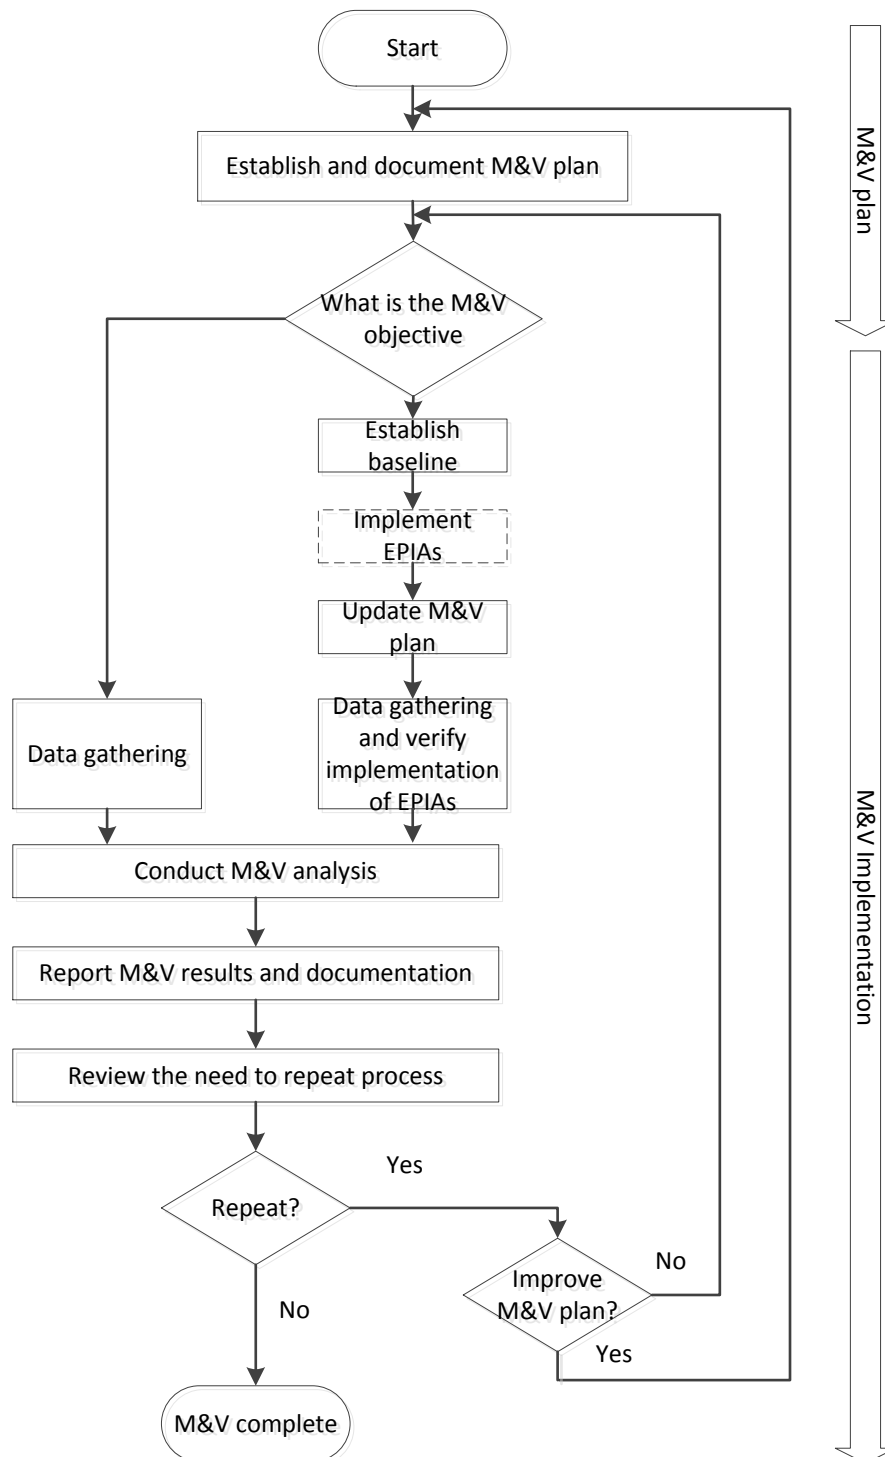 Start
M&V plan
Establish and document M&V plan
What is the M&V
objective
Establish
baseline
Implement
EPIAs
Update M&V
plan
Data gathering
Data gathering
and verify
implementation
of EPIAs
M&V Implementation
Conduct M&V analysis
Report M&V results and documentation
Review the need to repeat process
Repeat?
Yes
No
Improve
M&V plan?
No
Yes
M&V complete